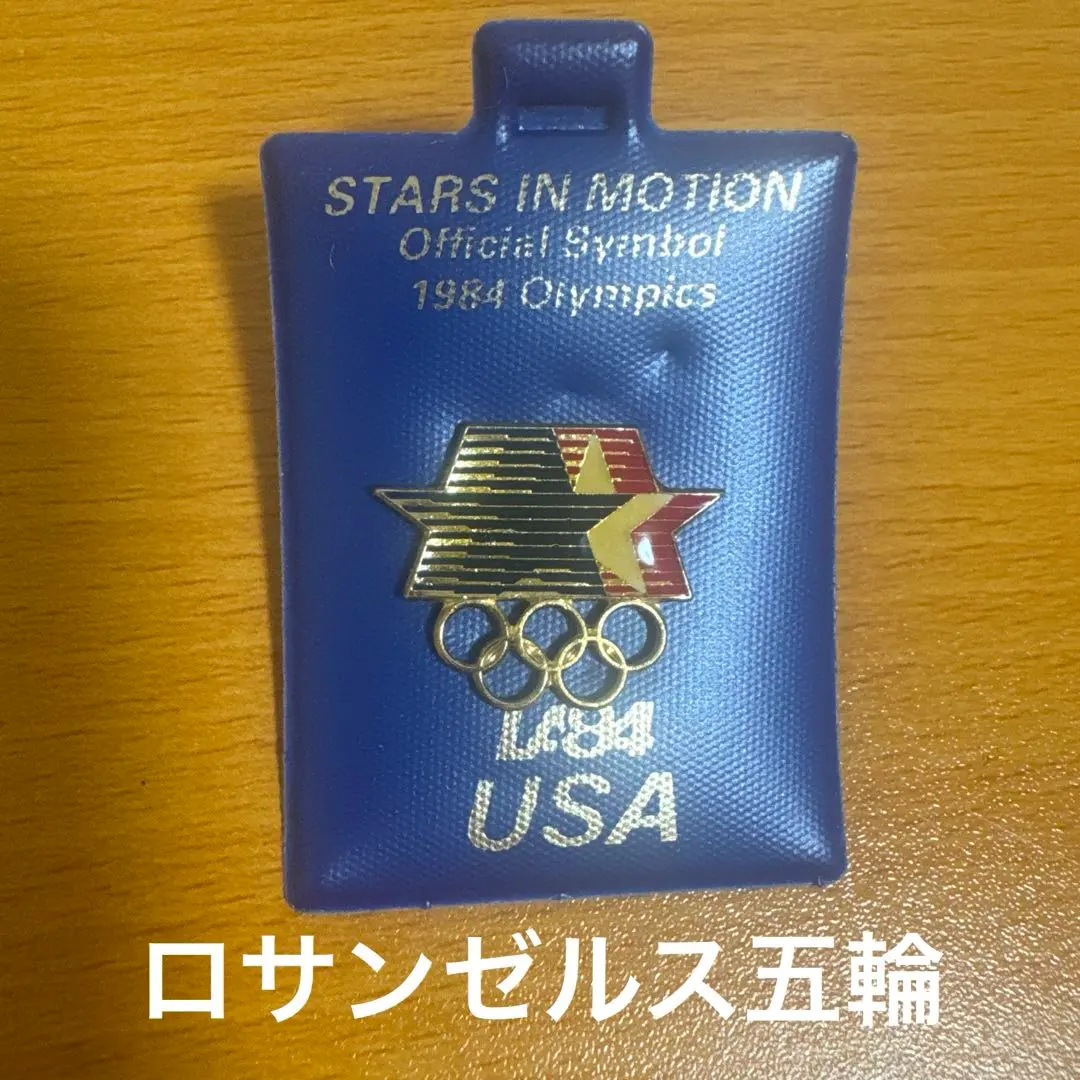 STARS IN MOTION
Official Symbol
1984 Olympics
LA84
USA
ロサンゼルス五輪